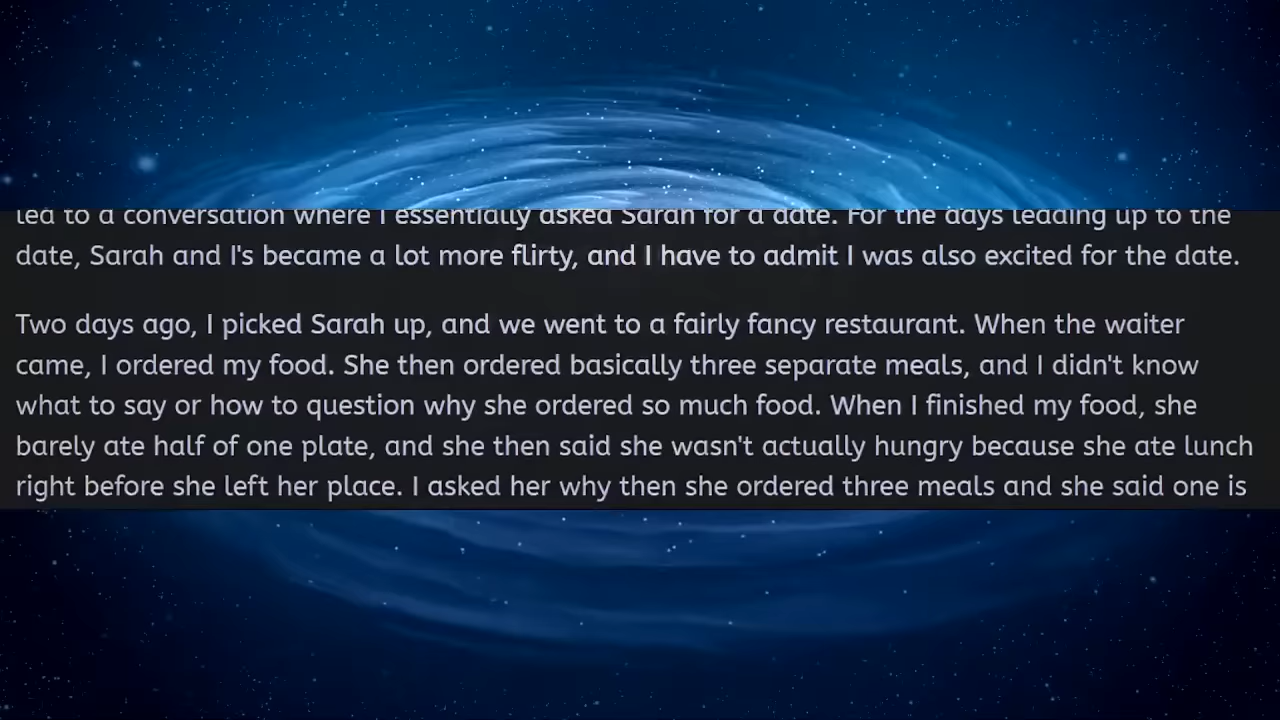 led to a conversation where I essentially asked Sarah for a date. For the days leading up to the
date, Sarah and I's became a lot more flirty, and I have to admit I was also excited for the date.
Two days ago, I picked Sarah up, and we went to a fairly fancy restaurant. When the waiter
came, I ordered my food. She then ordered basically three separate meals, and I didn't know
what to say or how to question why she ordered so much food. When I finished my food, she
barely ate half of one plate, and she then said she wasn't actually hungry because she ate lunch
right before she left her place. I asked her why then she ordered three meals and she said one is